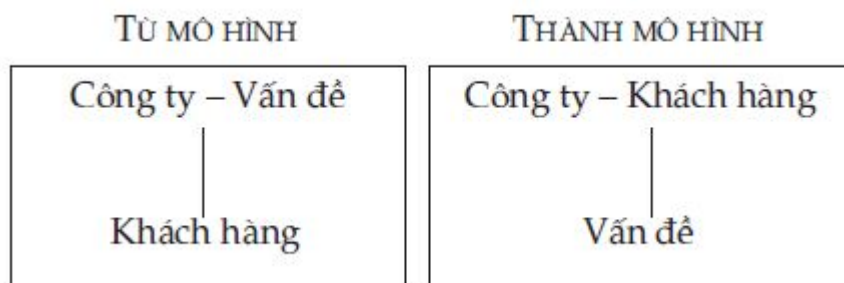 TỪ MÔ HÌNH
Công ty – Vấn đề
Khách hàng
THÀNH MÔ HÌNH
Công ty – Khách hàng
Vấn đề